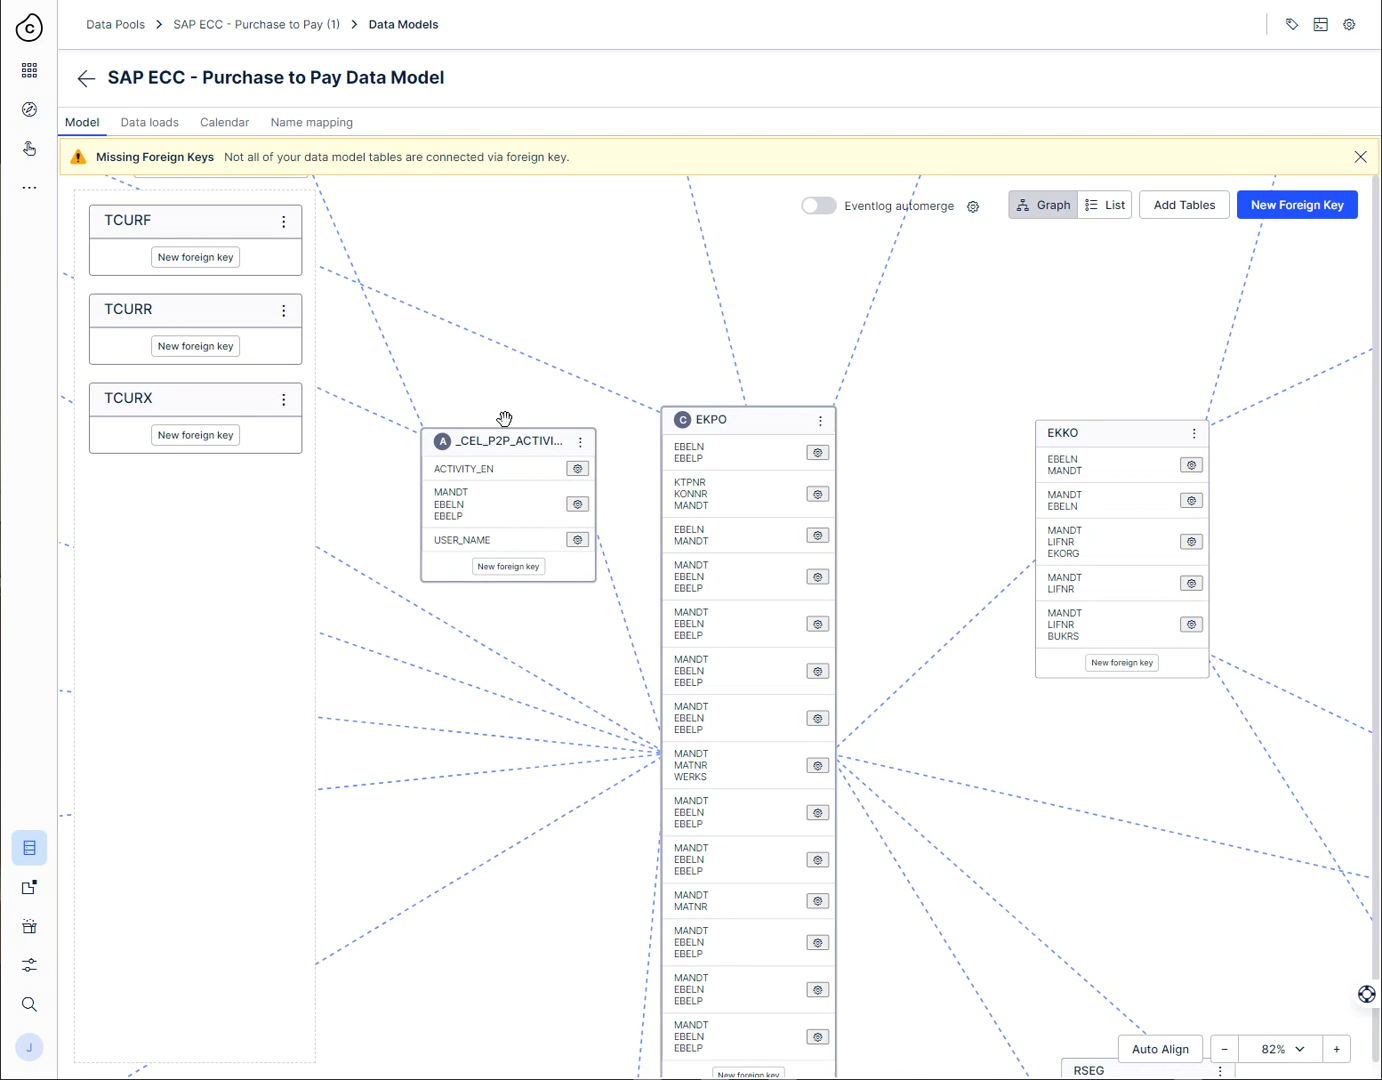 Data Pools > SAP ECC - Purchase to Pay (1) > Data Models
SAP ECC - Purchase to Pay Data Model
Model Data loads Calendar Name mapping
Missing Foreign Keys Not all of your data model tables are connected via foreign key.
Eventlog automerge
Graph List
Add Tables
New Foreign Key
TCURF
New foreign key
TCURR
New foreign key
TCURX
New foreign key
A _CEL_P2P_ACTIVI...
ACTIVITY_EN
MANDT
EBELN
EBELP
USER_NAME
New foreign key
C EKPO
EBELN
EBELP
KTPNR
KONNR
MANDT
EBELN
MANDT
MANDT
EBELN
EBELP
MANDT
EBELN
EBELP
MANDT
EBELN
EBELP
MANDT
EBELN
EBELP
MANDT
MATNR
WERKS
MANDT
EBELN
EBELP
MANDT
EBELN
EBELP
MANDT
MATNR
MANDT
EBELN
EBELP
MANDT
EBELN
EBELP
MANDT
EBELN
EBELP
New foreign key
EKKO
EBELN
MANDT
MANDT
EBELN
MANDT
LIFNR
EKORG
MANDT
LIFNR
MANDT
LIFNR
BUKRS
New foreign key
RSEG
Auto Align
− 82% +
C
J